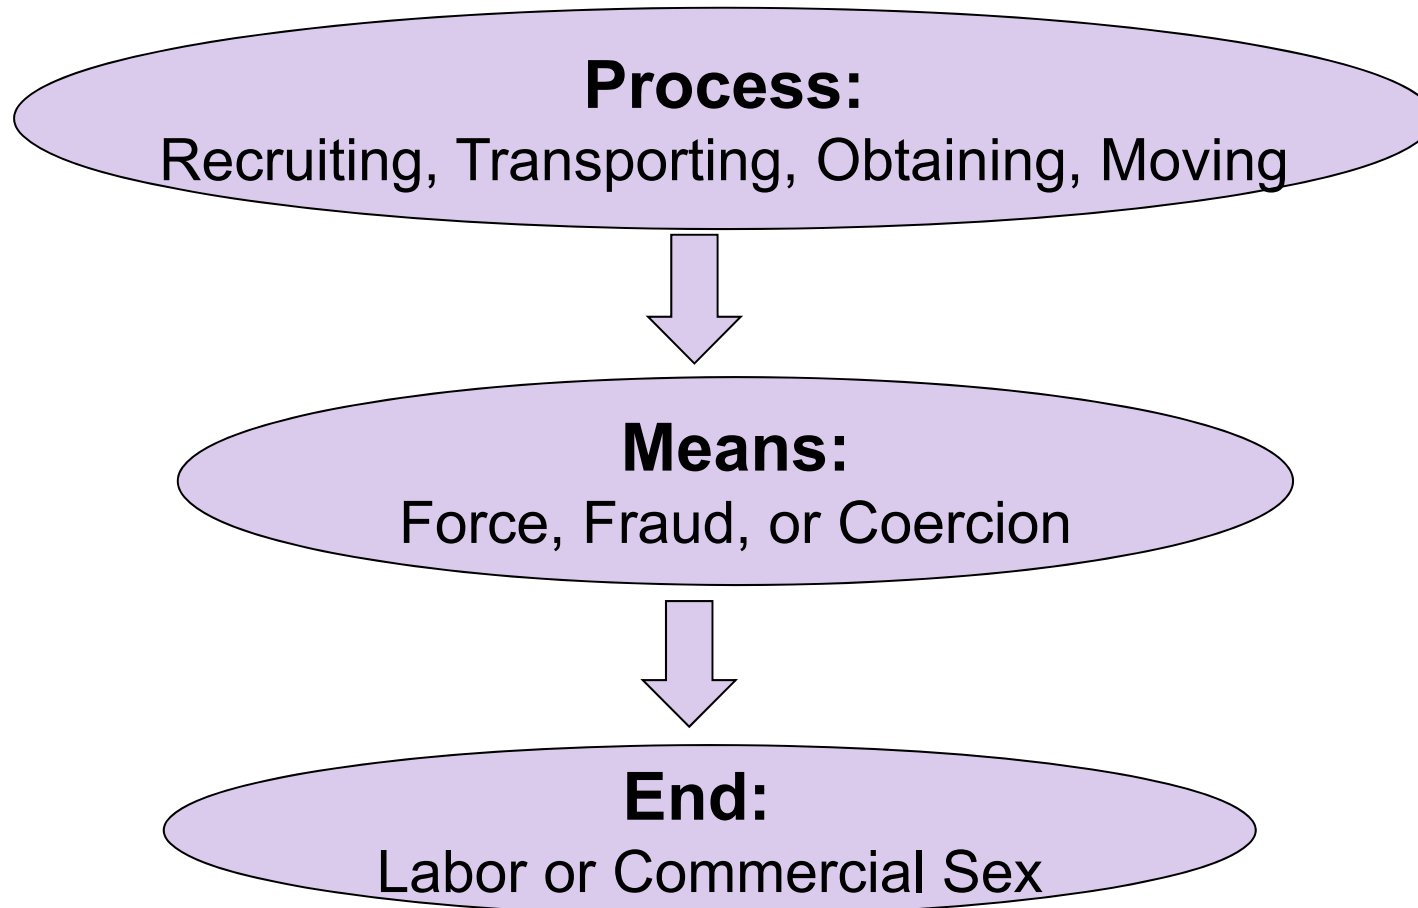 Process:
Recruiting, Transporting, Obtaining, Moving
Means:
Force, Fraud, or Coercion
End:
Labor or Commercial Sex